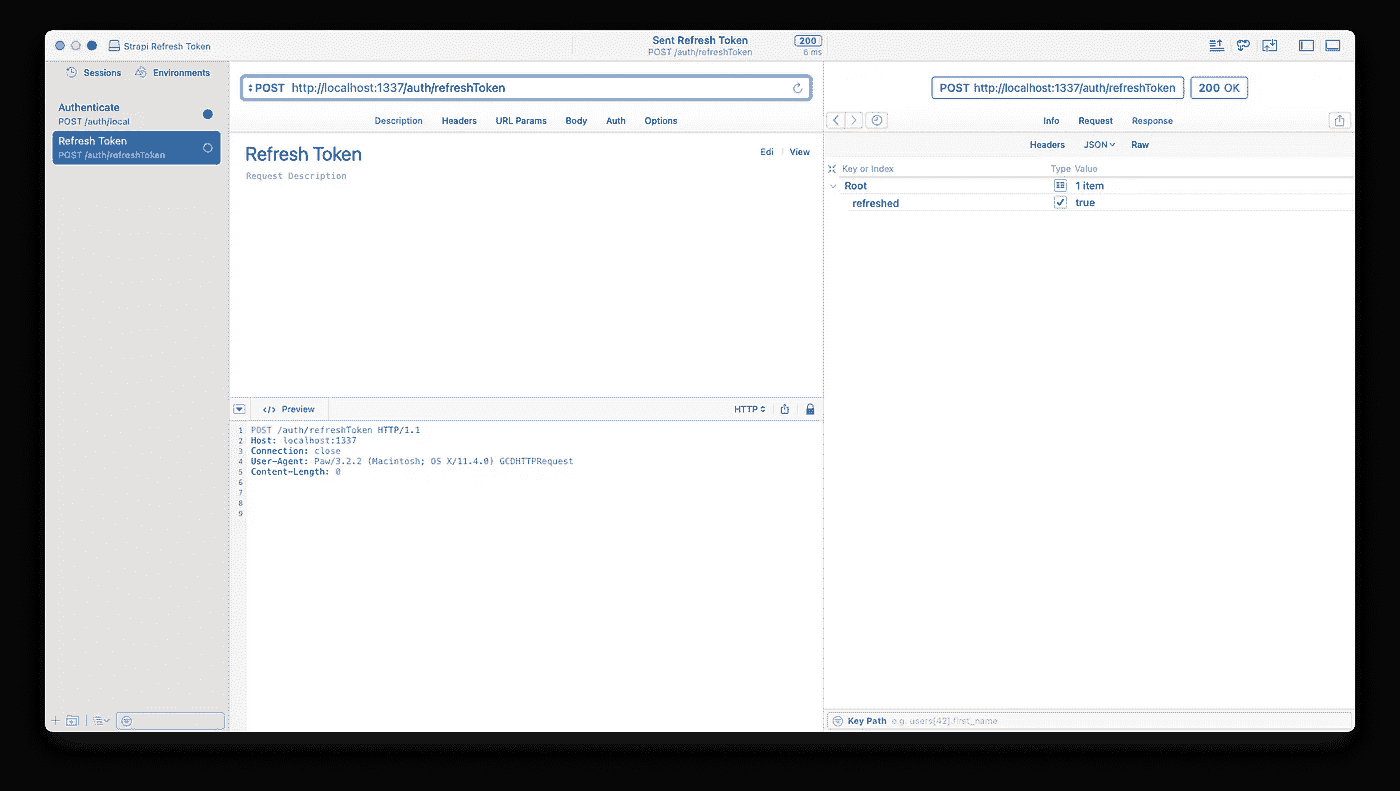 Strapi Refresh Token
Sent Refresh Token
POST /auth/refreshToken
200
6 ms
Sessions
Environments
Authenticate
POST /auth/local
Refresh Token
POST /auth/refreshToken
POST http://localhost:1337/auth/refreshToken
Description Headers URL Params Body Auth Options
Refresh Token
Edi View
Request Description
</> Preview
HTTP
1 POST /auth/refreshToken HTTP/1.1
2 Host: localhost:1337
3 Connection: close
4 User-Agent: Paw/3.2.2 (Macintosh; OS X/11.4.0) GCDHTTPRequest
5 Content-Length: 0
6
7
8
9
POST http://localhost:1337/auth/refreshToken
200 OK
Info Request Response
Headers JSON Raw
Key or Index Type Value
Root 1 item
refreshed true
Key Path e.g. users[42].first_name